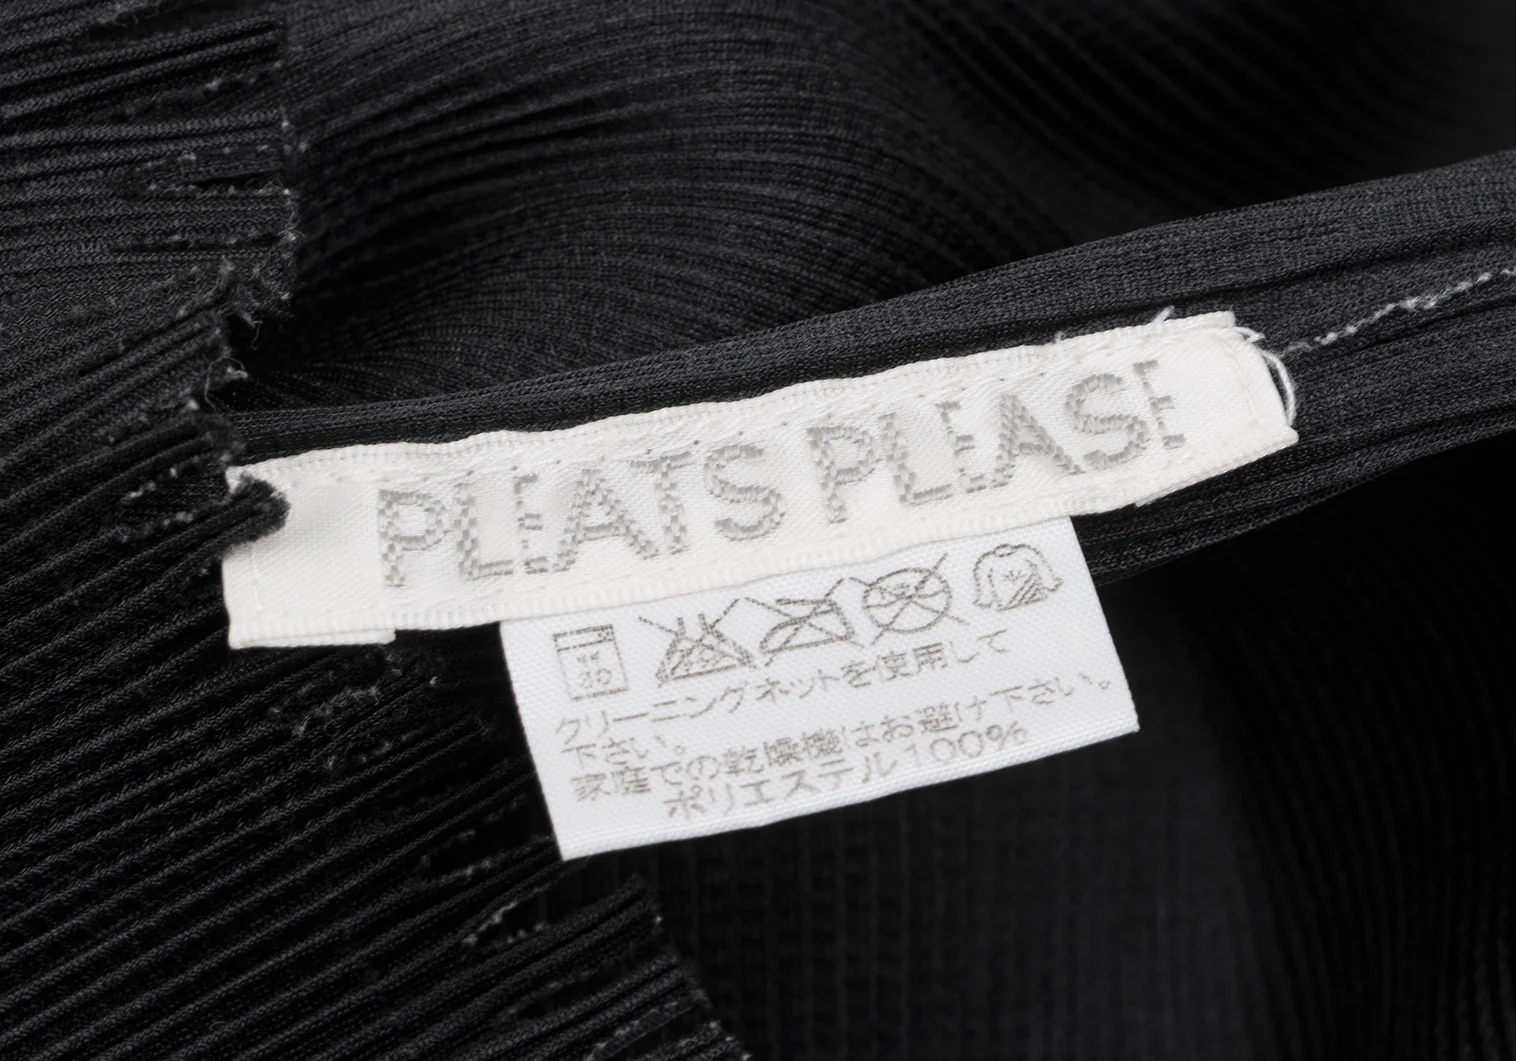 PLEATS PLEASE
クリーニングネットを使用して
下さい。
家庭での乾燥機はお避け下さい。
ポリエステル100%